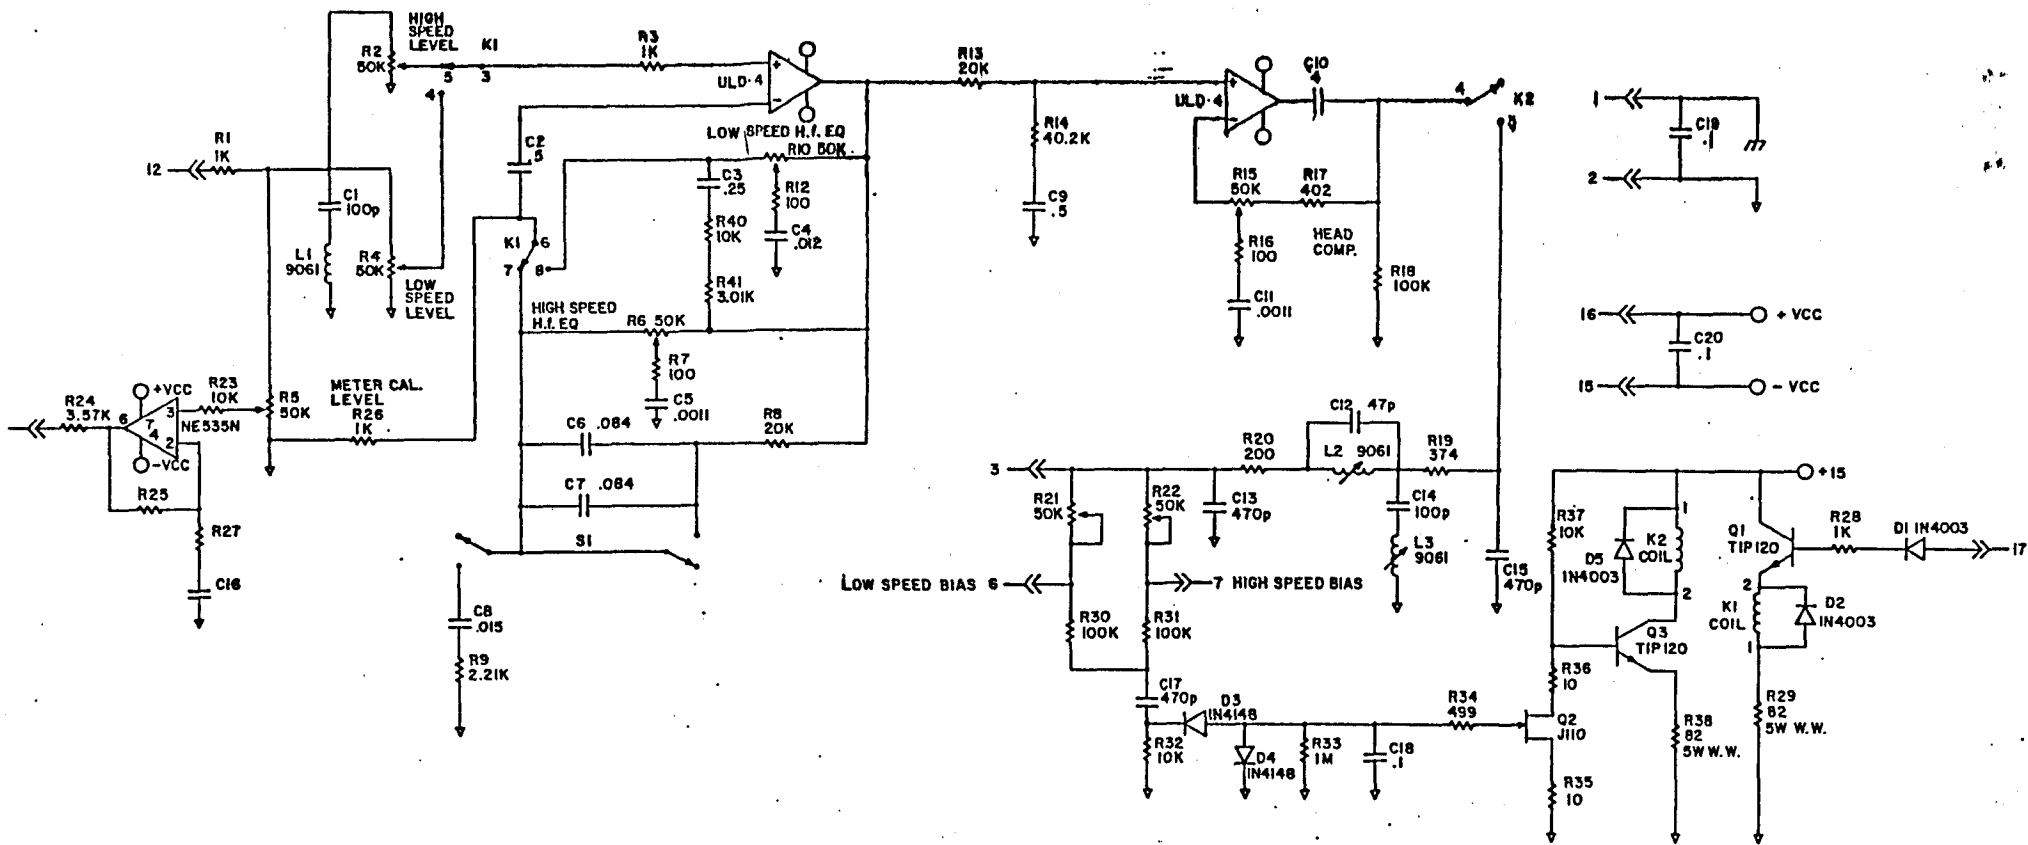 HIGH
SPEED
LEVEL
R2
50K
K1
5
3
4
R3
1K
ULD·4
+
−
R13
20K
R14
40.2K
C9
.5
ULD·4
+
−
C10
4
4
K2
1
2
C19
.1
R1
1K
12
C1
100p
L1
9061
R4
50K
LOW
SPEED
LEVEL
C2
.5
LOW SPEED H.f. EQ
R10 50K
C3
.25
R12
100
C4
.012
R40
10K
R41
3.01K
K1
6
7
8
HIGH SPEED
H.f. EQ
R6 50K
R7
100
C5
.0011
R15
50K
R17
402
R16
100
C11
.0011
HEAD
COMP.
R18
100K
16
+ VCC
C20
.1
15
− VCC
R24
3.57K
+VCC
R23
10K
R5
50K
METER CAL.
LEVEL
R26
1K
6
7
4
3
2
NE535N
−VCC
R25
R27
C16
C6 .084
R8
20K
C7 .084
S1
C8
.015
R9
2.21K
3
C12 47p
R20
200
L2 9061
R19
374
R21
50K
R22
50K
C13
470p
C14
100p
L3
9061
C15
470p
LOW SPEED BIAS 6
7 HIGH SPEED BIAS
R30
100K
R31
100K
C17
470p
D3
IN4148
R32
10K
D4
IN4148
R33
1M
C18
.1
R34
499
Q2
J110
R35
10
R36
10
R37
10K
+15
D5
IN4003
K2
COIL
1
2
Q3
TIP120
R38
82
5W W.W.
Q1
TIP120
R28
1K
D1 IN4003
17
K1
COIL
2
1
D2
IN4003
R29
82
5W W.W.